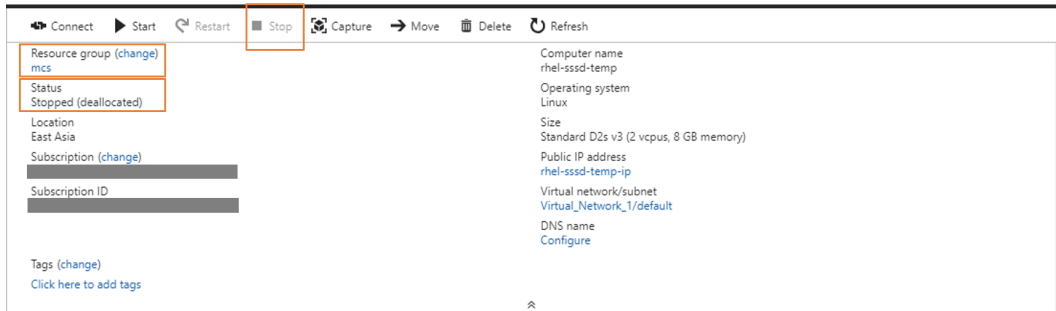 Connect Start Restart Stop Capture Move Delete Refresh
Resource group (change)
mcs
Status
Stopped (deallocated)
Location
East Asia
Subscription (change)
Subscription ID
Tags (change)
Click here to add tags
Computer name
rhel-sssd-temp
Operating system
Linux
Size
Standard D2s v3 (2 vcpus, 8 GB memory)
Public IP address
rhel-sssd-temp-ip
Virtual network/subnet
Virtual_Network_1/default
DNS name
Configure